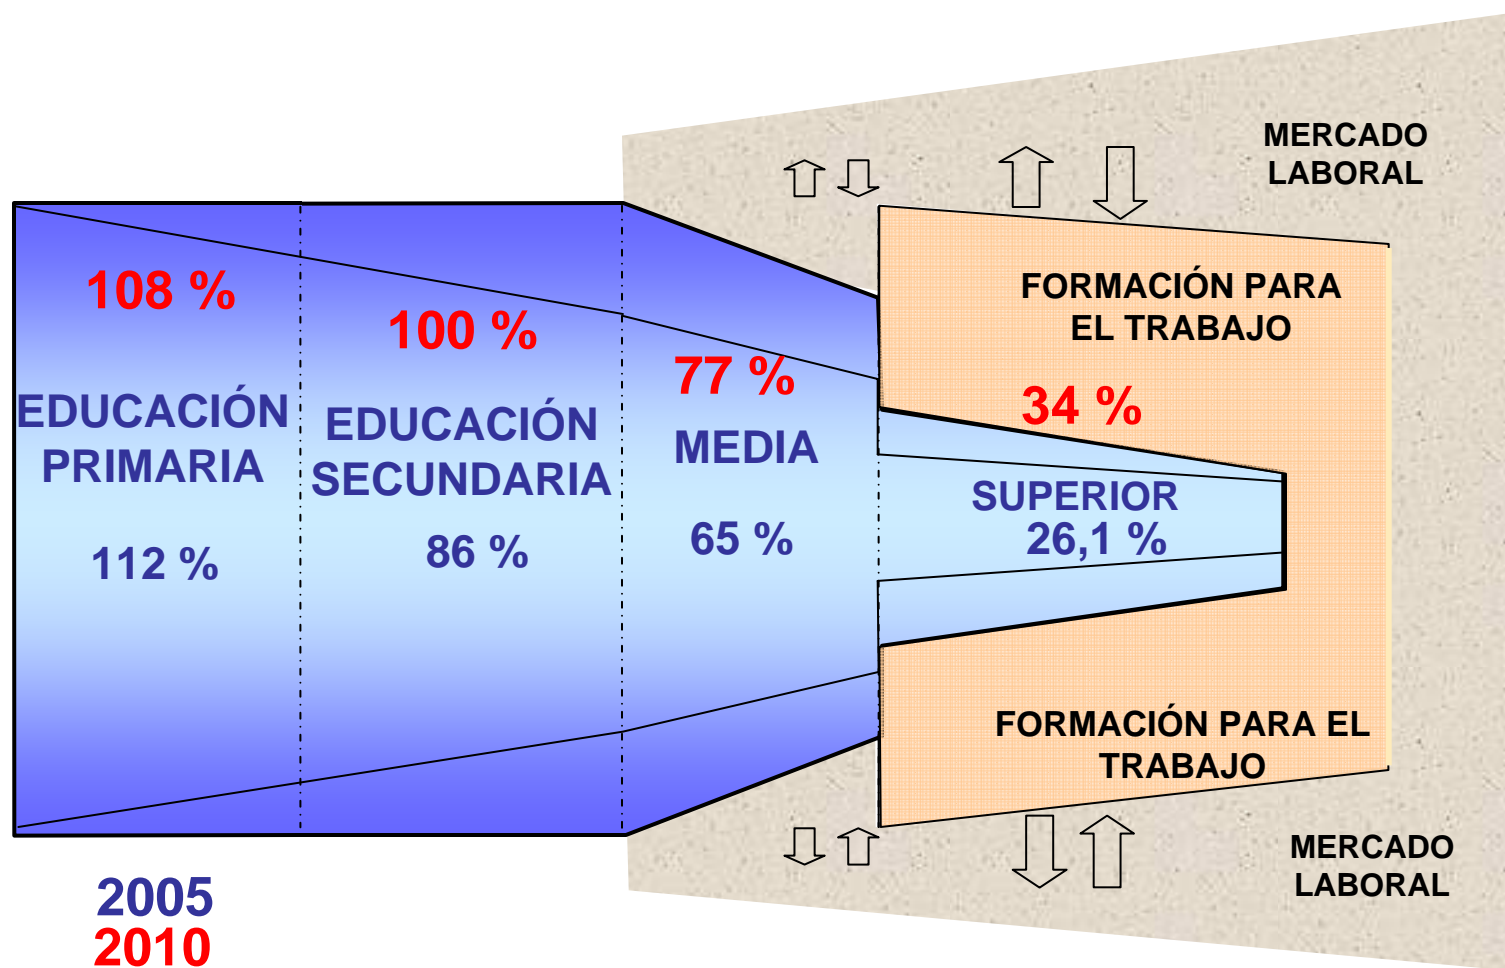 MERCADO
LABORAL
108 %
EDUCACIÓN
PRIMARIA
112 %
100 %
EDUCACIÓN
SECUNDARIA
86 %
77 %
MEDIA
65 %
FORMACIÓN PARA
EL TRABAJO
34 %
SUPERIOR
26,1 %
FORMACIÓN PARA EL
TRABAJO
MERCADO
LABORAL
2005
2010